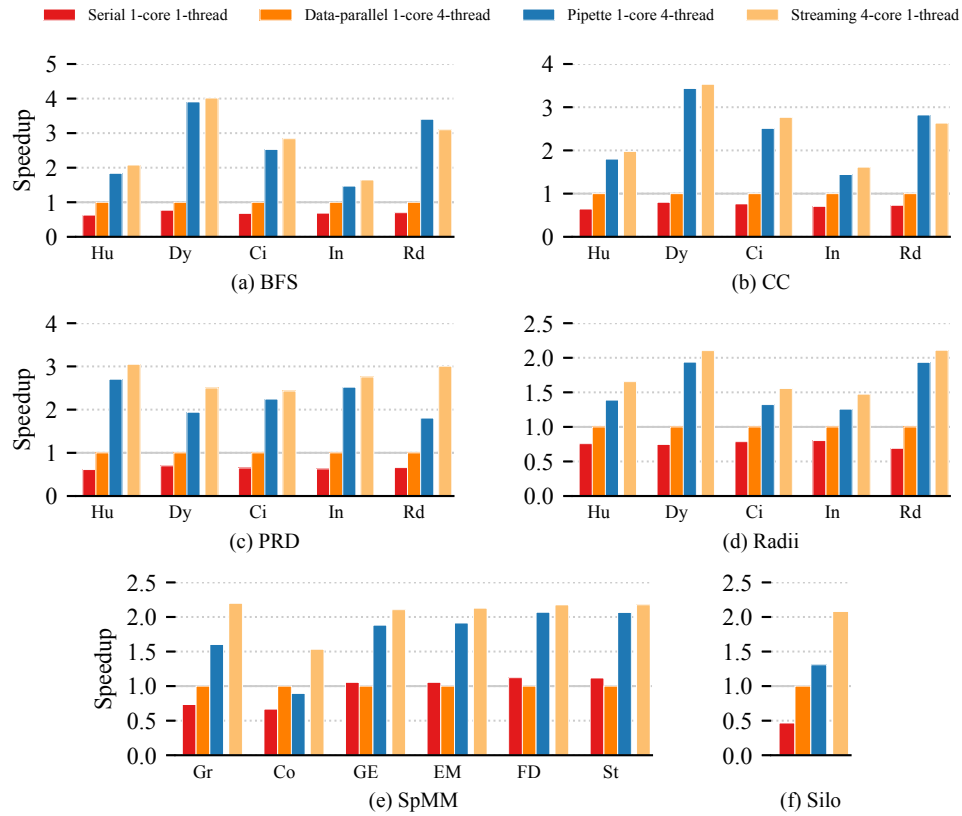 Serial 1-core 1-thread Data-parallel 1-core 4-thread Pipette 1-core 4-thread Streaming 4-core 1-thread
5
4
3
2
1
0
Speedup
Hu Dy Ci In Rd
(a) BFS
4
3
2
1
0
Hu Dy Ci In Rd
(b) CC
4
3
2
1
0
Speedup
Hu Dy Ci In Rd
(c) PRD
2.5
2.0
1.5
1.0
0.5
0.0
Hu Dy Ci In Rd
(d) Radii
2.5
2.0
1.5
1.0
0.5
0.0
Speedup
Gr Co GE EM FD St
(e) SpMM
2.5
2.0
1.5
1.0
0.5
0.0
(f) Silo